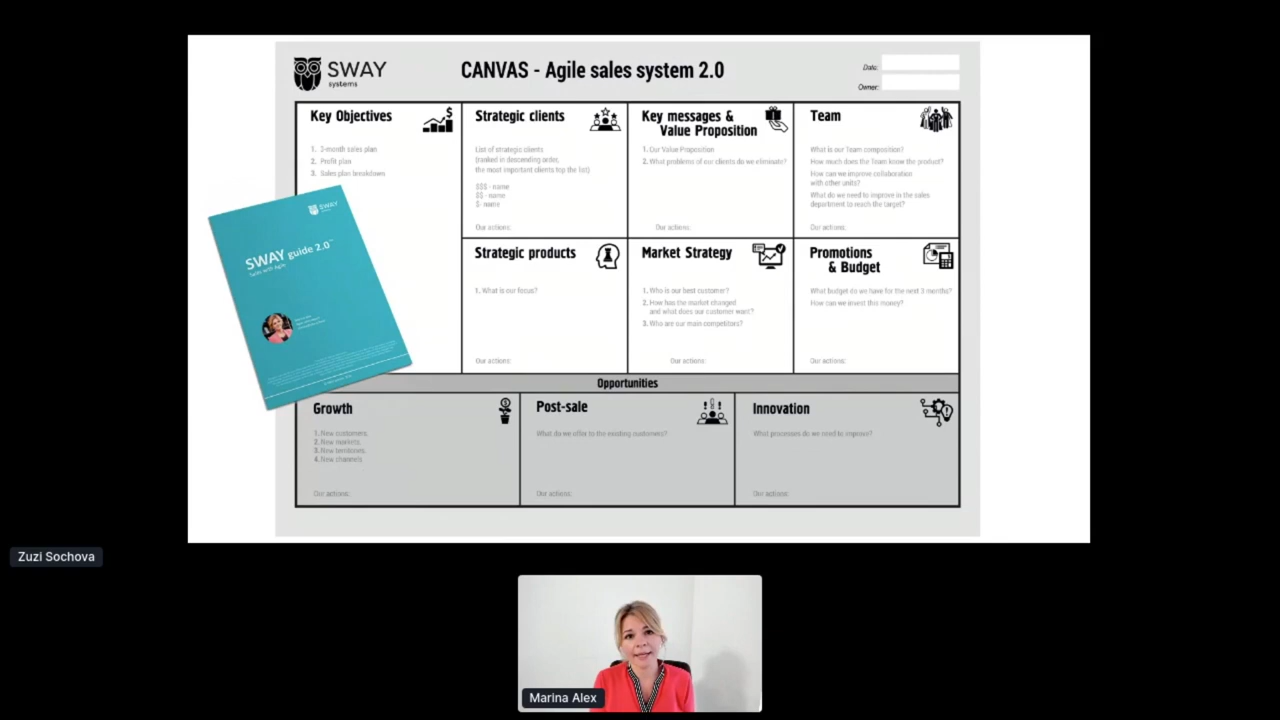 SWAY
systems
CANVAS - Agile sales system 2.0
Date:
Owner:
Key Objectives
1. 3-month sales plan
2. Profit plan
3. Sales plan breakdown
Strategic clients
List of strategic clients
(ranked in descending order,
the most important clients top the list)
$$$ - name
$$ - name
$- name
Our actions:
Key messages &
Value Proposition
1. Our Value Proposition
2. What problems of our clients do we eliminate?
Our actions:
Team
What is our Team composition?
How much does the Team know the product?
How can we improve collaboration
with other units?
What do we need to improve in the sales
department to reach the target?
Our actions:
SWAY
SWAY guide 2.0
Sales with Agile
Strategic products
1. What is our focus?
Our actions:
Market Strategy
1. Who is our best customer?
2. How has the market changed
and what does our customer want?
3. Who are our main competitors?
Our actions:
Promotions
& Budget
What budget do we have for the next 3 months?
How can we invest this money?
Our actions:
Opportunities
Growth
1. New customers.
2. New markets.
3. New territories.
4. New channels
Our actions:
Post-sale
What do we offer to the existing customers?
Our actions:
Innovation
What processes do we need to improve?
Our actions:
Zuzi Sochova
Marina Alex